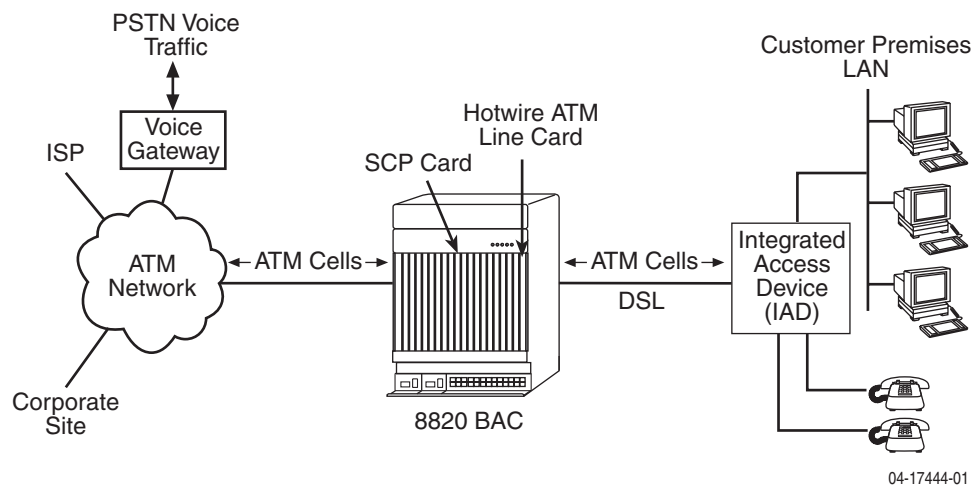 PSTN Voice
Traffic
Customer Premises
LAN
Voice
Gateway
ISP
Hotwire ATM
Line Card
SCP Card
ATM
Network
ATM Cells
ATM Cells
DSL
Integrated
Access
Device
(IAD)
Corporate
Site
8820 BAC
04-17444-01